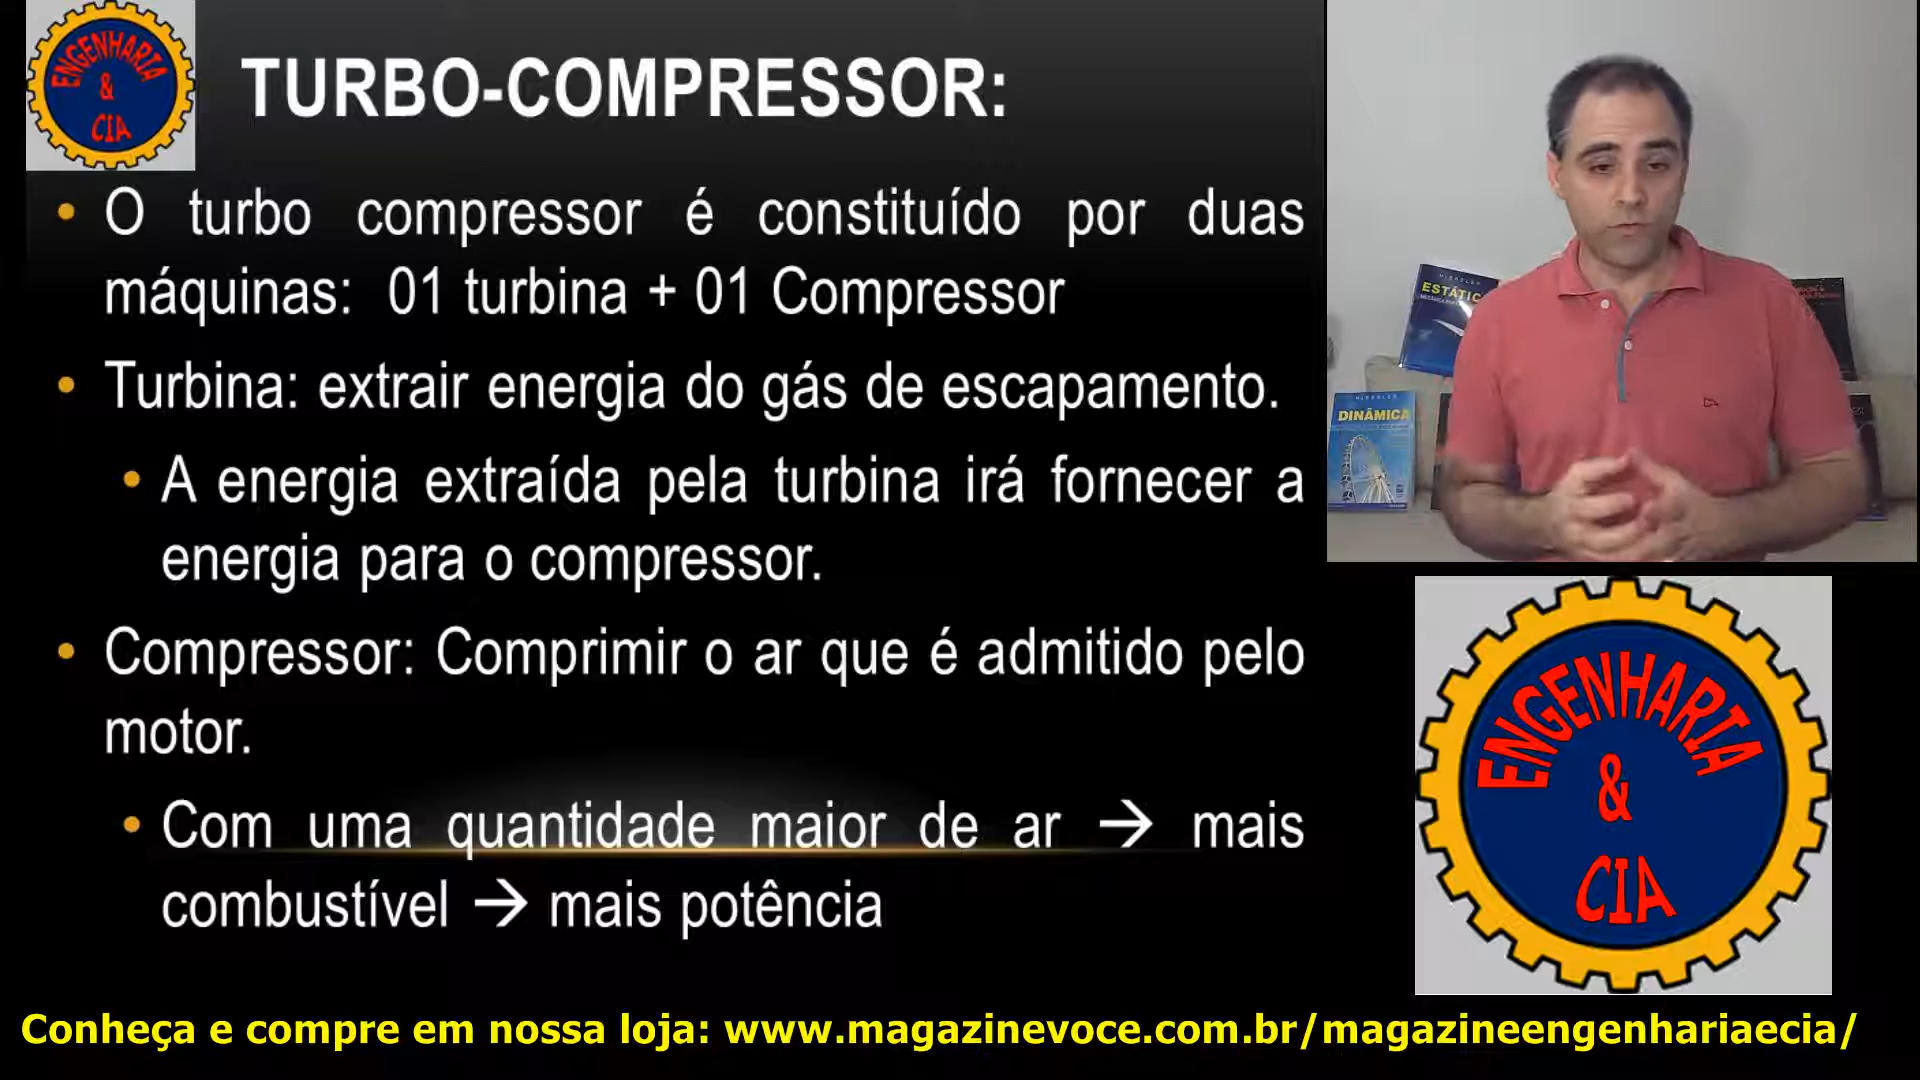 ENGENHARIA
&
CIA
TURBO-COMPRESSOR:
• O turbo compressor é constituído por duas
máquinas: 01 turbina + 01 Compressor
• Turbina: extrair energia do gás de escapamento.
• A energia extraída pela turbina irá fornecer a
energia para o compressor.
• Compressor: Comprimir o ar que é admitido pelo
motor.
• Com uma quantidade maior de ar → mais
combustível → mais potência
HIBBELER
ESTÁTIC
HIBBELER
DINÂMICA
ENGENHARIA
&
CIA
Conheça e compre em nossa loja: www.magazinevoce.com.br/magazineengenhariaecia/